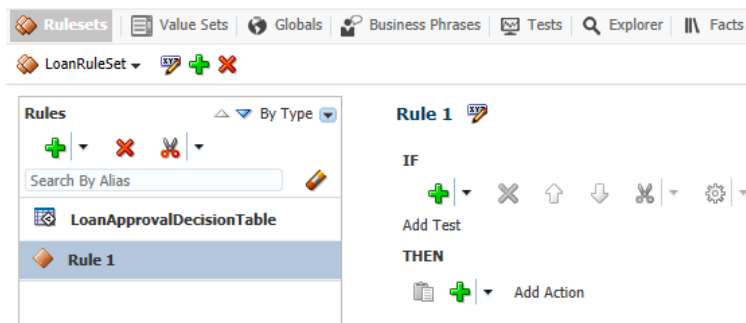 Rulesets Value Sets Globals Business Phrases Tests Explorer Facts
LoanRuleSet
Rules By Type
Rule 1
IF
Search By Alias
Add Test
LoanApprovalDecisionTable
THEN
Rule 1
Add Action